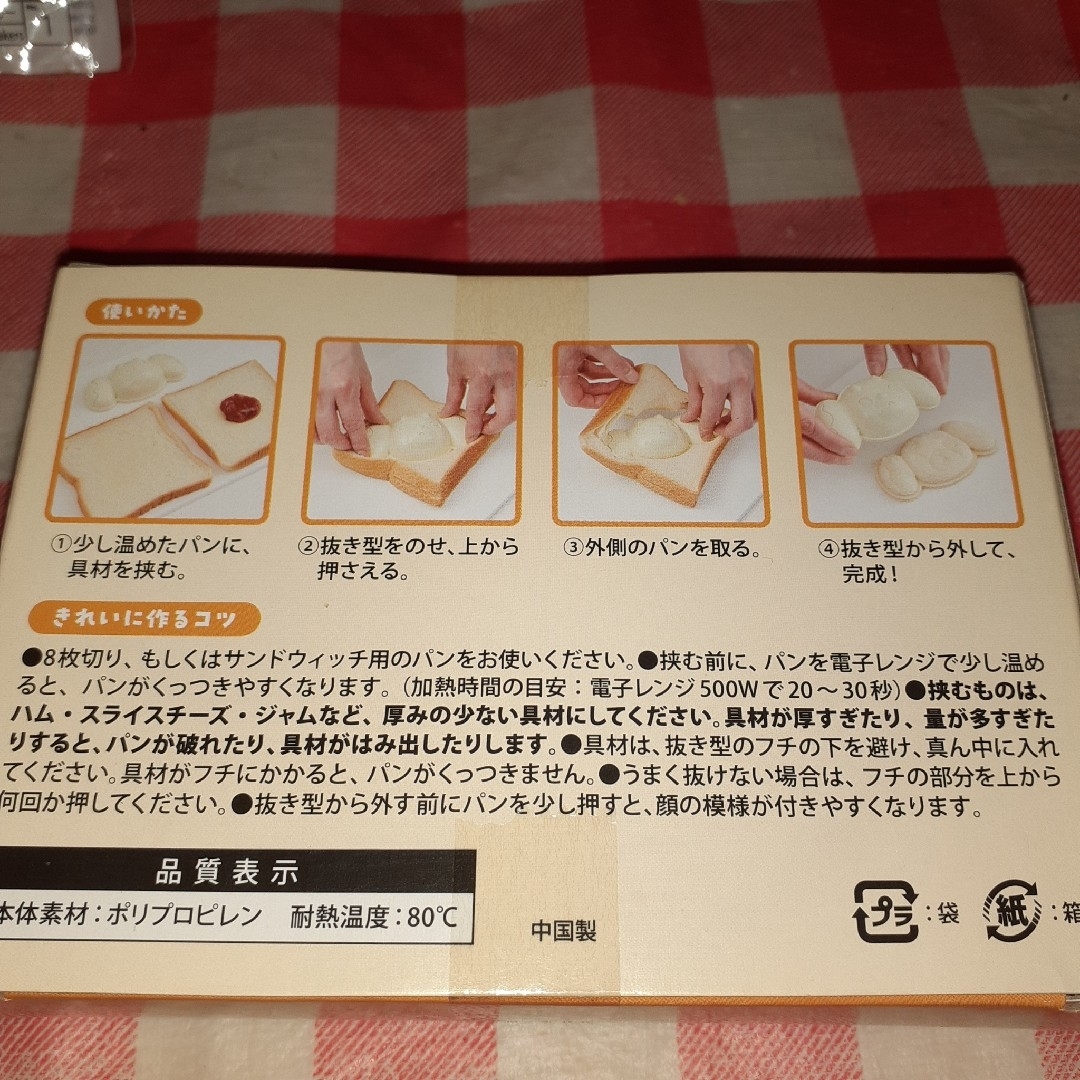 使いかた
①少し温めたパンに、
具材を挟む。
②抜き型をのせ、上から
押さえる。
③外側のパンを取る。
④抜き型から外して、
完成!
きれいに作るコツ
●8枚切り、もしくはサンドウィッチ用のパンをお使いください。●挟む前に、パンを電子レンジで少し温め
ると、パンがくっつきやすくなります。(加熱時間の目安:電子レンジ500Wで20~30秒)●挟むものは、
ハム・スライスチーズ・ジャムなど、厚みの少ない具材にしてください。具材が厚すぎたり、量が多すぎた
りすると、パンが破れたり、具材がはみ出したりします。●具材は、抜き型のフチの下を避け、真ん中に入れ
てください。具材がフチにかかると、パンがくっつきません。●うまく抜けない場合は、フチの部分を上から
何回か押してください。●抜き型から外す前にパンを少し押すと、顔の模様が付きやすくなります。
品質表示
本体素材:ポリプロピレン 耐熱温度:80℃
中国製
プラ:袋
紙:箱